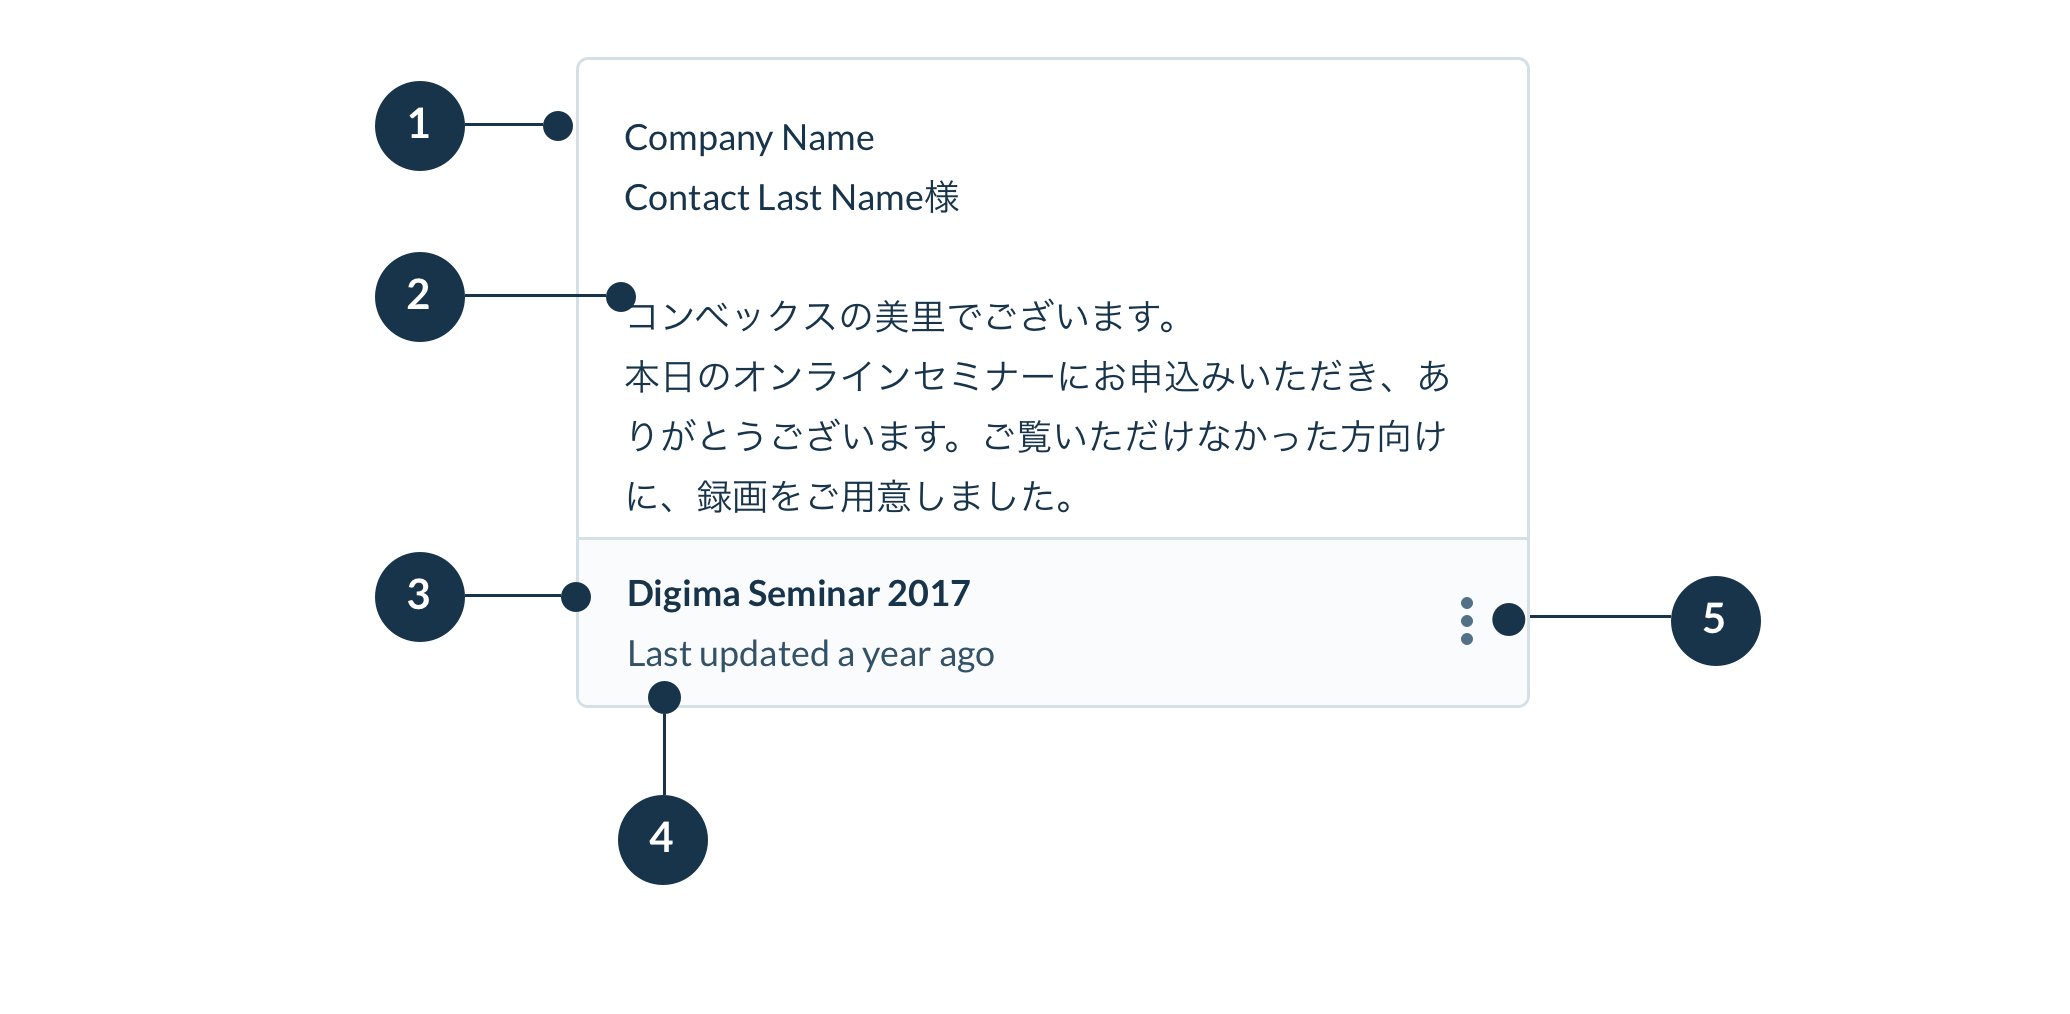 1
Company Name
Contact Last Name様
2
コンベックスの美里でございます。
本日のオンラインセミナーにお申込みいただき、あ
りがとうございます。ご覧いただけなかった方向け
に、録画をご用意しました。
3
Digima Seminar 2017
5
Last updated a year ago
4